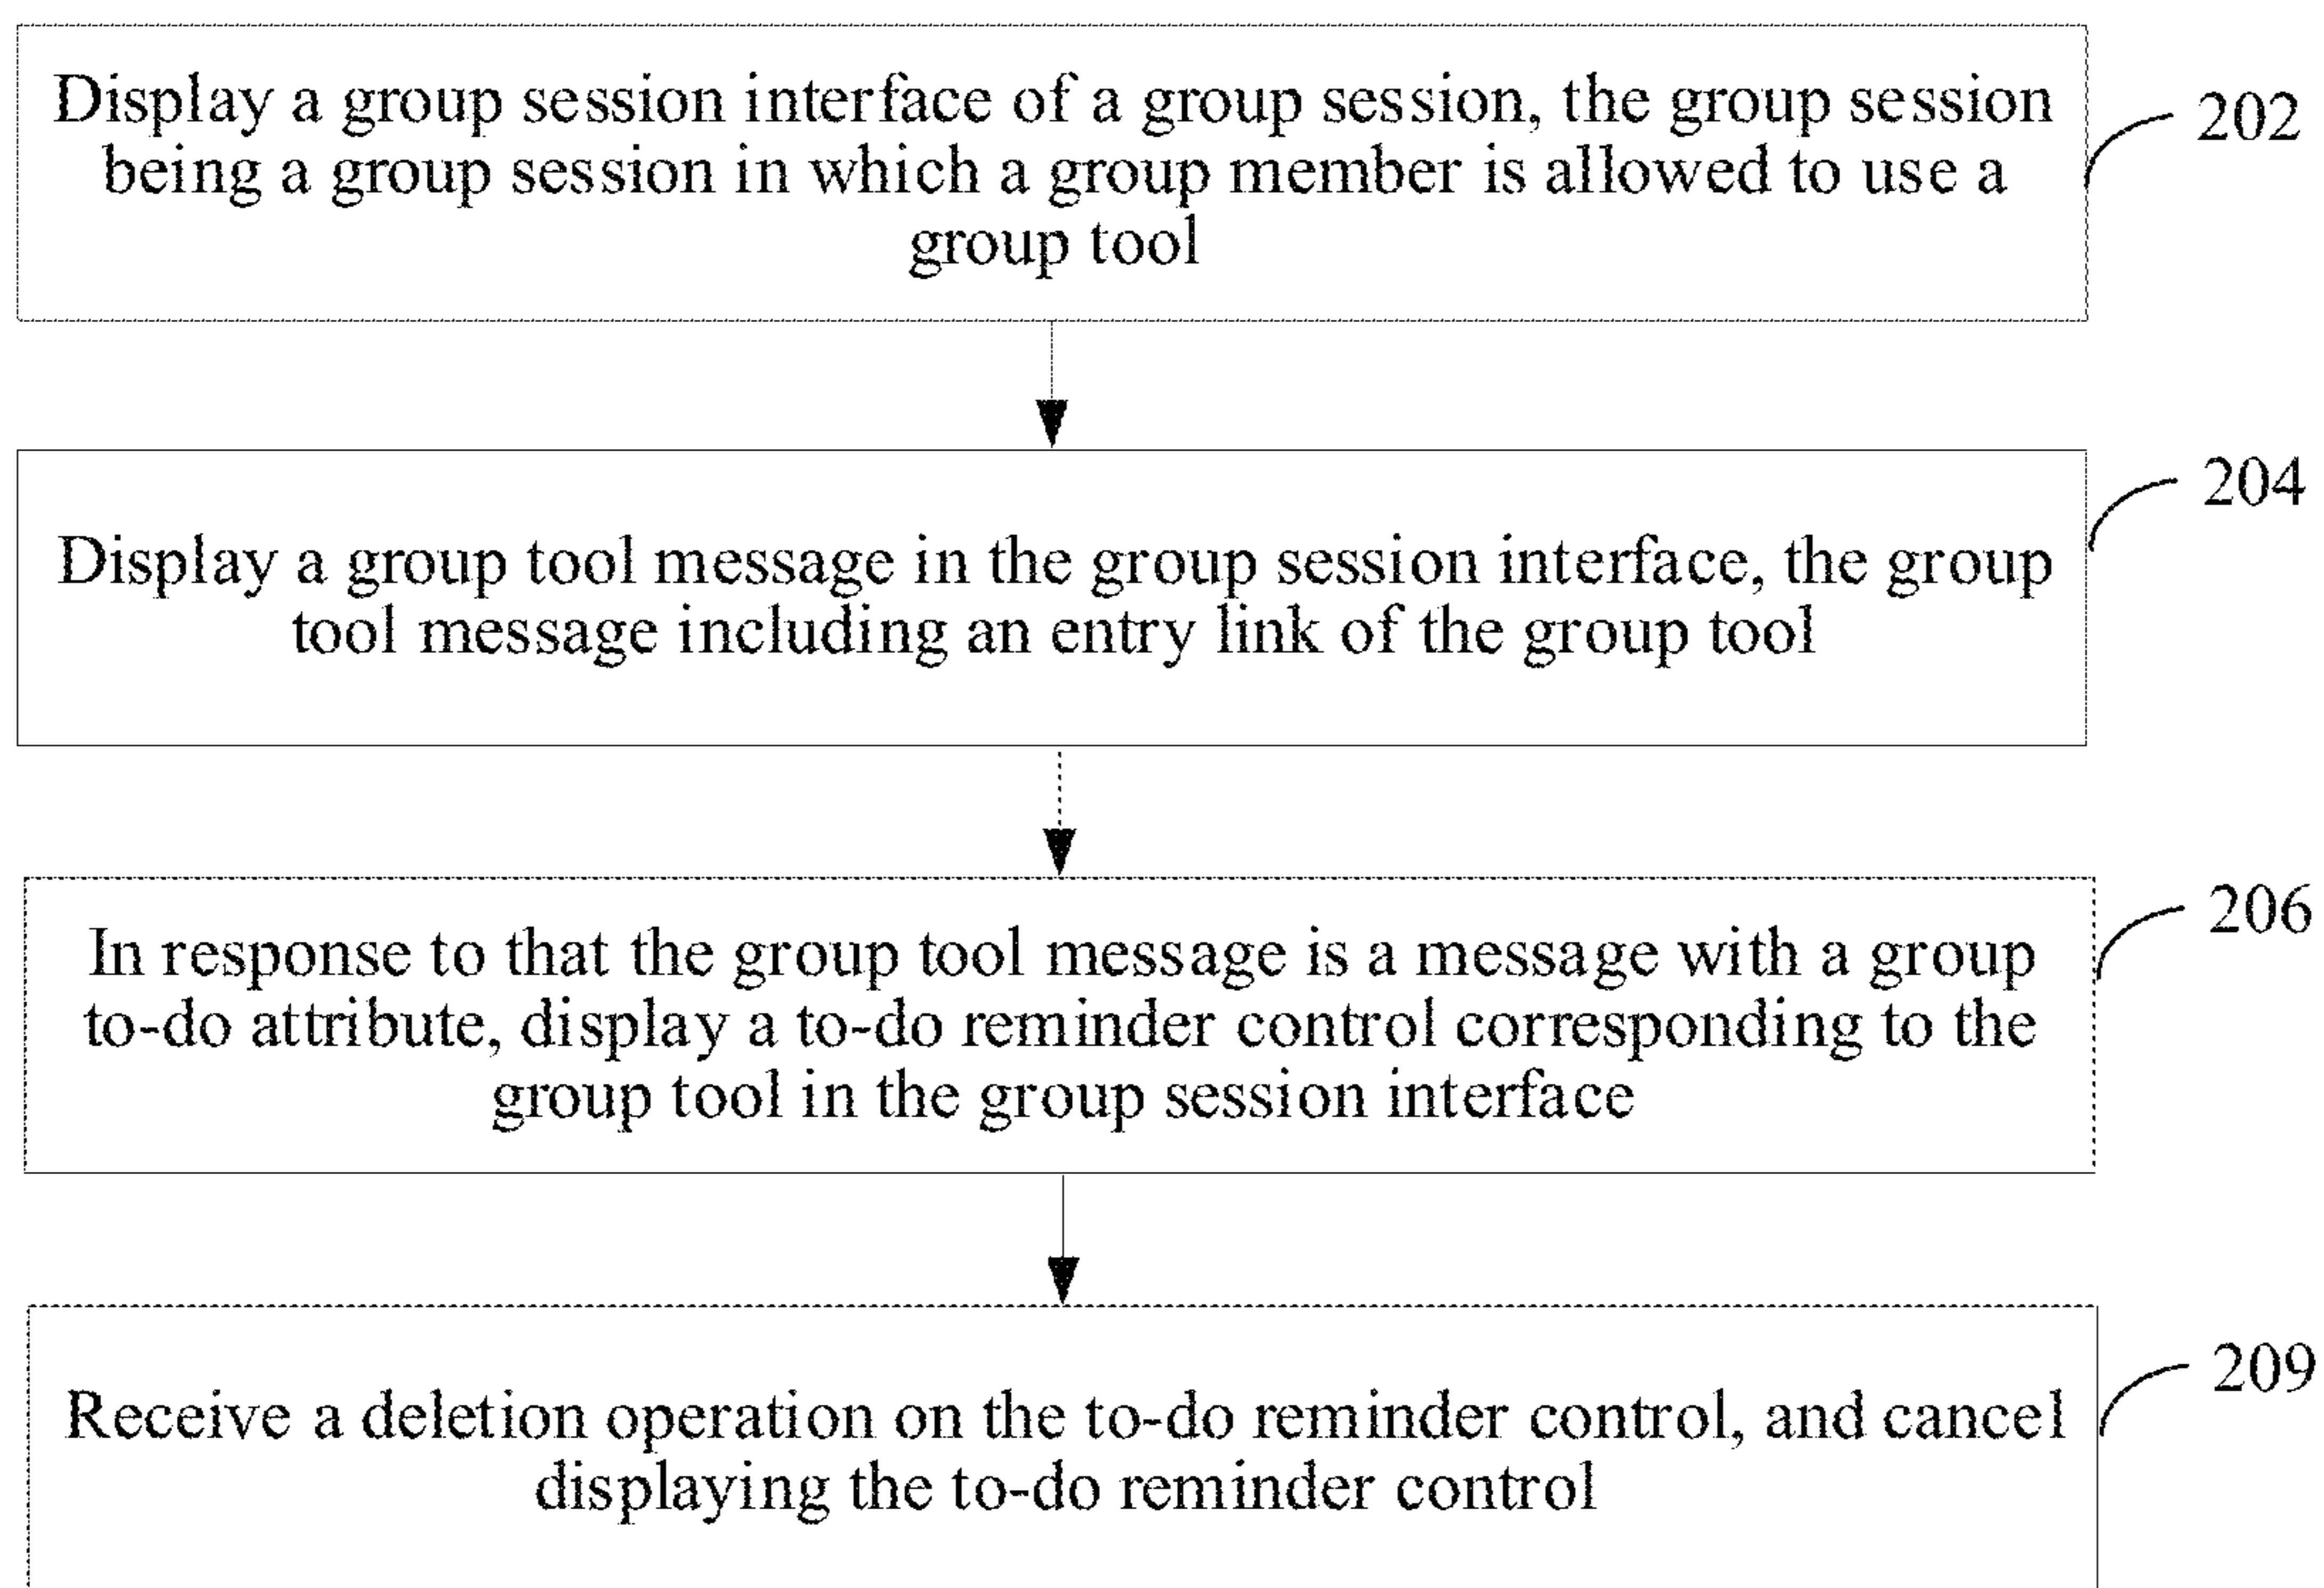 Display a group session interface of a group session, the group session
being a group session in which a group member is allowed to use a
group tool
202
Display a group tool message in the group session interface, the group
tool message including an entry link of the group tool
204
In response to that the group tool message is a message with a group
to-do attribute, display a to-do reminder control corresponding to the
group tool in the group session interface
206
Receive a deletion operation on the to-do reminder control, and cancel
displaying the to-do reminder control
209